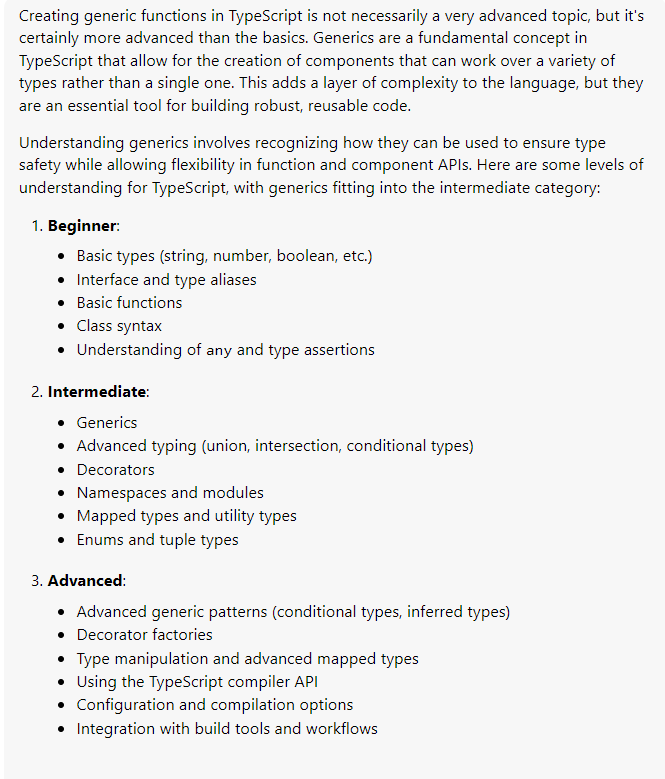 Creating generic functions in TypeScript is not necessarily a very advanced topic, but it's
certainly more advanced than the basics. Generics are a fundamental concept in
TypeScript that allow for the creation of components that can work over a variety of
types rather than a single one. This adds a layer of complexity to the language, but they
are an essential tool for building robust, reusable code.
Understanding generics involves recognizing how they can be used to ensure type
safety while allowing flexibility in function and component APIs. Here are some levels of
understanding for TypeScript, with generics fitting into the intermediate category:
1. Beginner:
• Basic types (string, number, boolean, etc.)
• Interface and type aliases
• Basic functions
• Class syntax
• Understanding of any and type assertions
2. Intermediate:
• Generics
• Advanced typing (union, intersection, conditional types)
• Decorators
• Namespaces and modules
• Mapped types and utility types
• Enums and tuple types
3. Advanced:
• Advanced generic patterns (conditional types, inferred types)
• Decorator factories
• Type manipulation and advanced mapped types
• Using the TypeScript compiler API
• Configuration and compilation options
• Integration with build tools and workflows